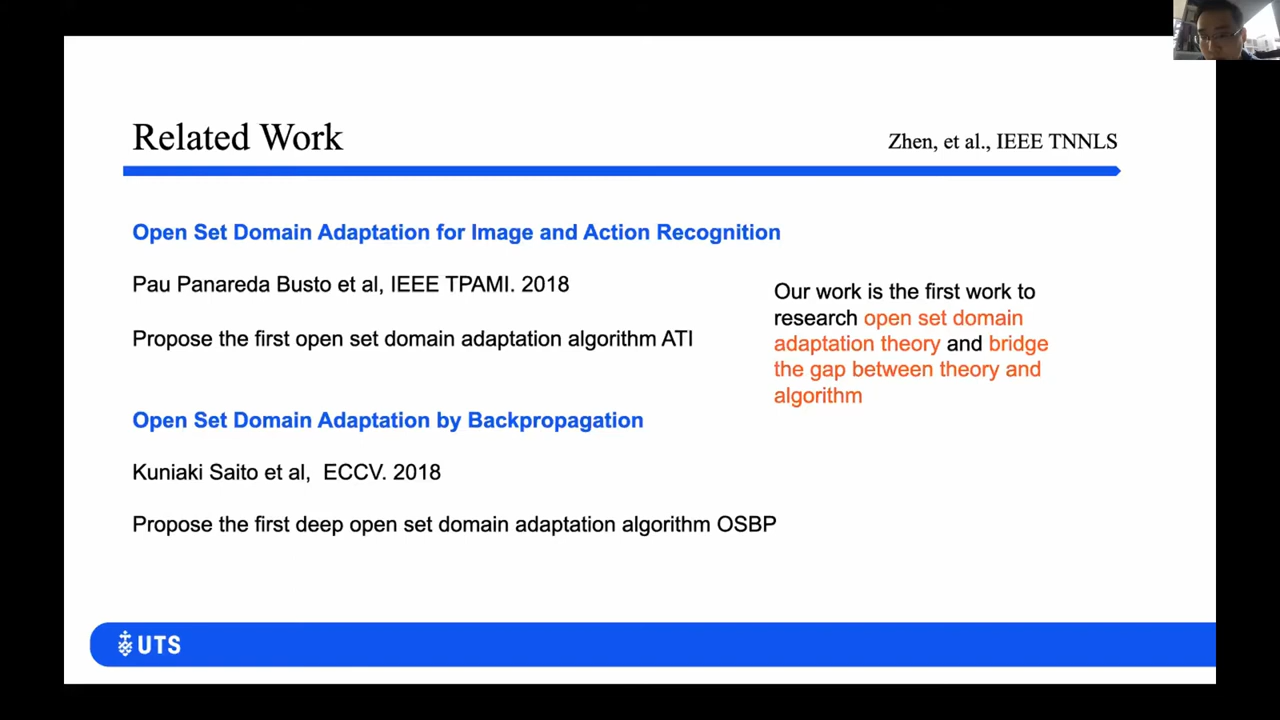 Related Work
Zhen, et al., IEEE TNNLS
Open Set Domain Adaptation for Image and Action Recognition
Pau Panareda Busto et al, IEEE TPAMI. 2018
Propose the first open set domain adaptation algorithm ATI
Our work is the first work to
research open set domain
adaptation theory and bridge
the gap between theory and
algorithm
Open Set Domain Adaptation by Backpropagation
Kuniaki Saito et al, ECCV. 2018
Propose the first deep open set domain adaptation algorithm OSBP
UTS